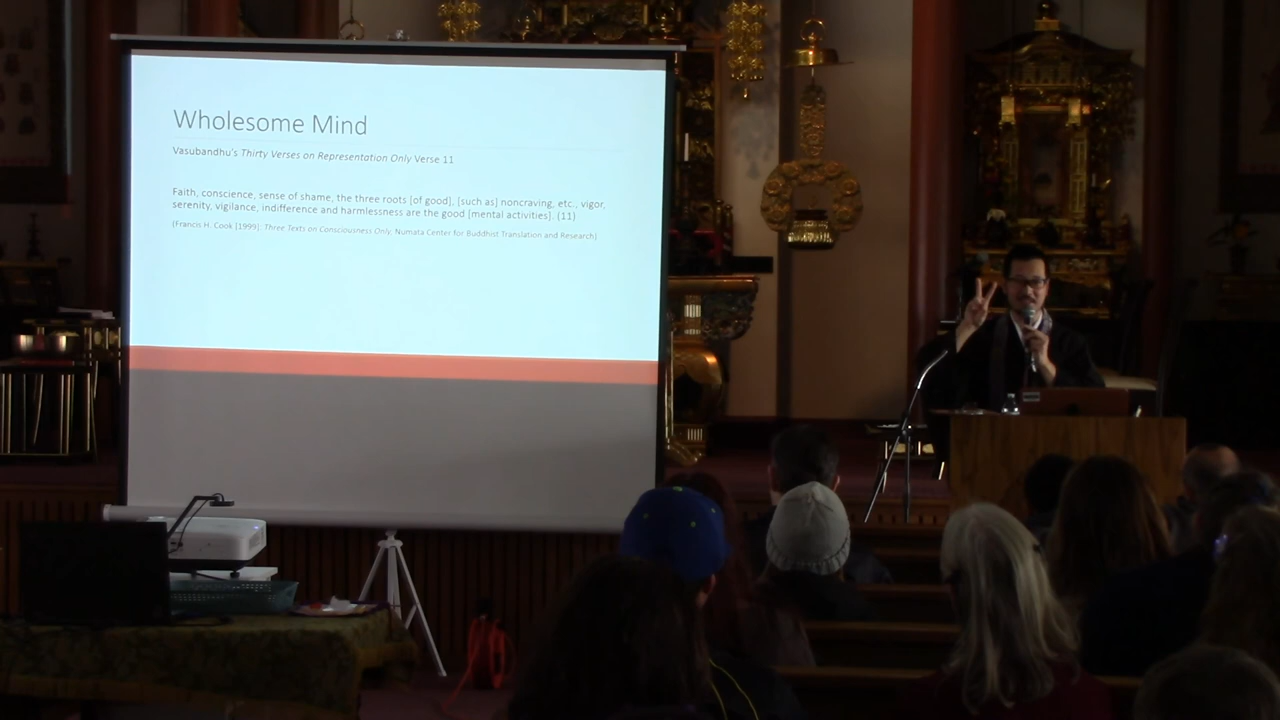 Wholesome Mind
Vasubandhu's Thirty Verses on Representation Only Verse 11
Faith, conscience, sense of shame, the three roots [of good], [such as] noncraving, etc., vigor,
serenity, vigilance, indifference and harmlessness are the good [mental activities]. (11)
(Francis H. Cook [1999]. Three Texts on Consciousness Only, Numata Center for Buddhist Translation and Research)